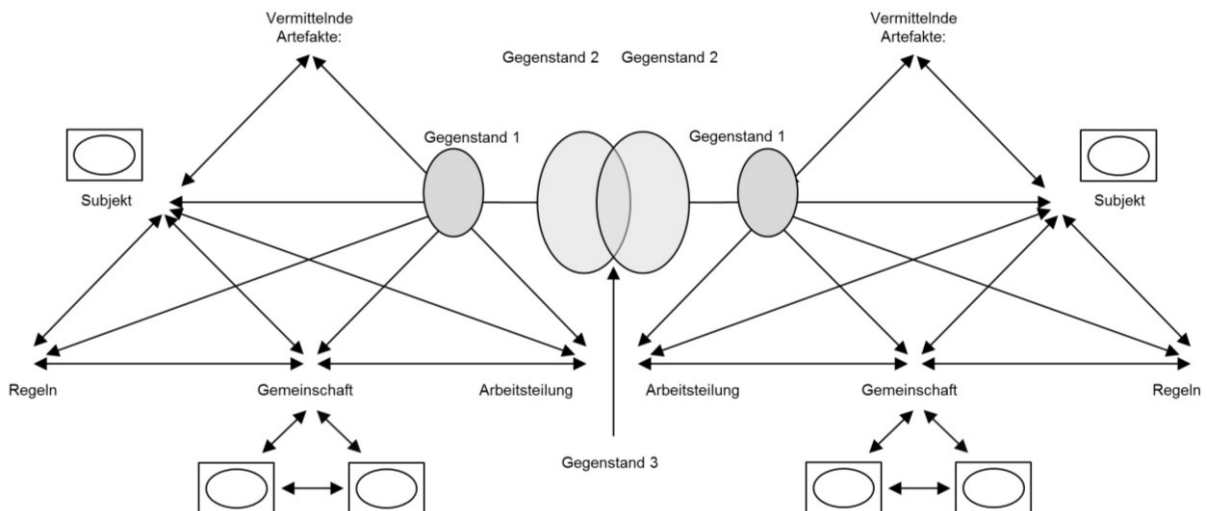 Vermittelnde
Artefakte:
Vermittelnde
Artefakte:
Gegenstand 2
Gegenstand 2
Gegenstand 1
Gegenstand 1
Subjekt
Subjekt
Regeln
Gemeinschaft
Arbeitsteilung
Arbeitsteilung
Gemeinschaft
Regeln
Gegenstand 3